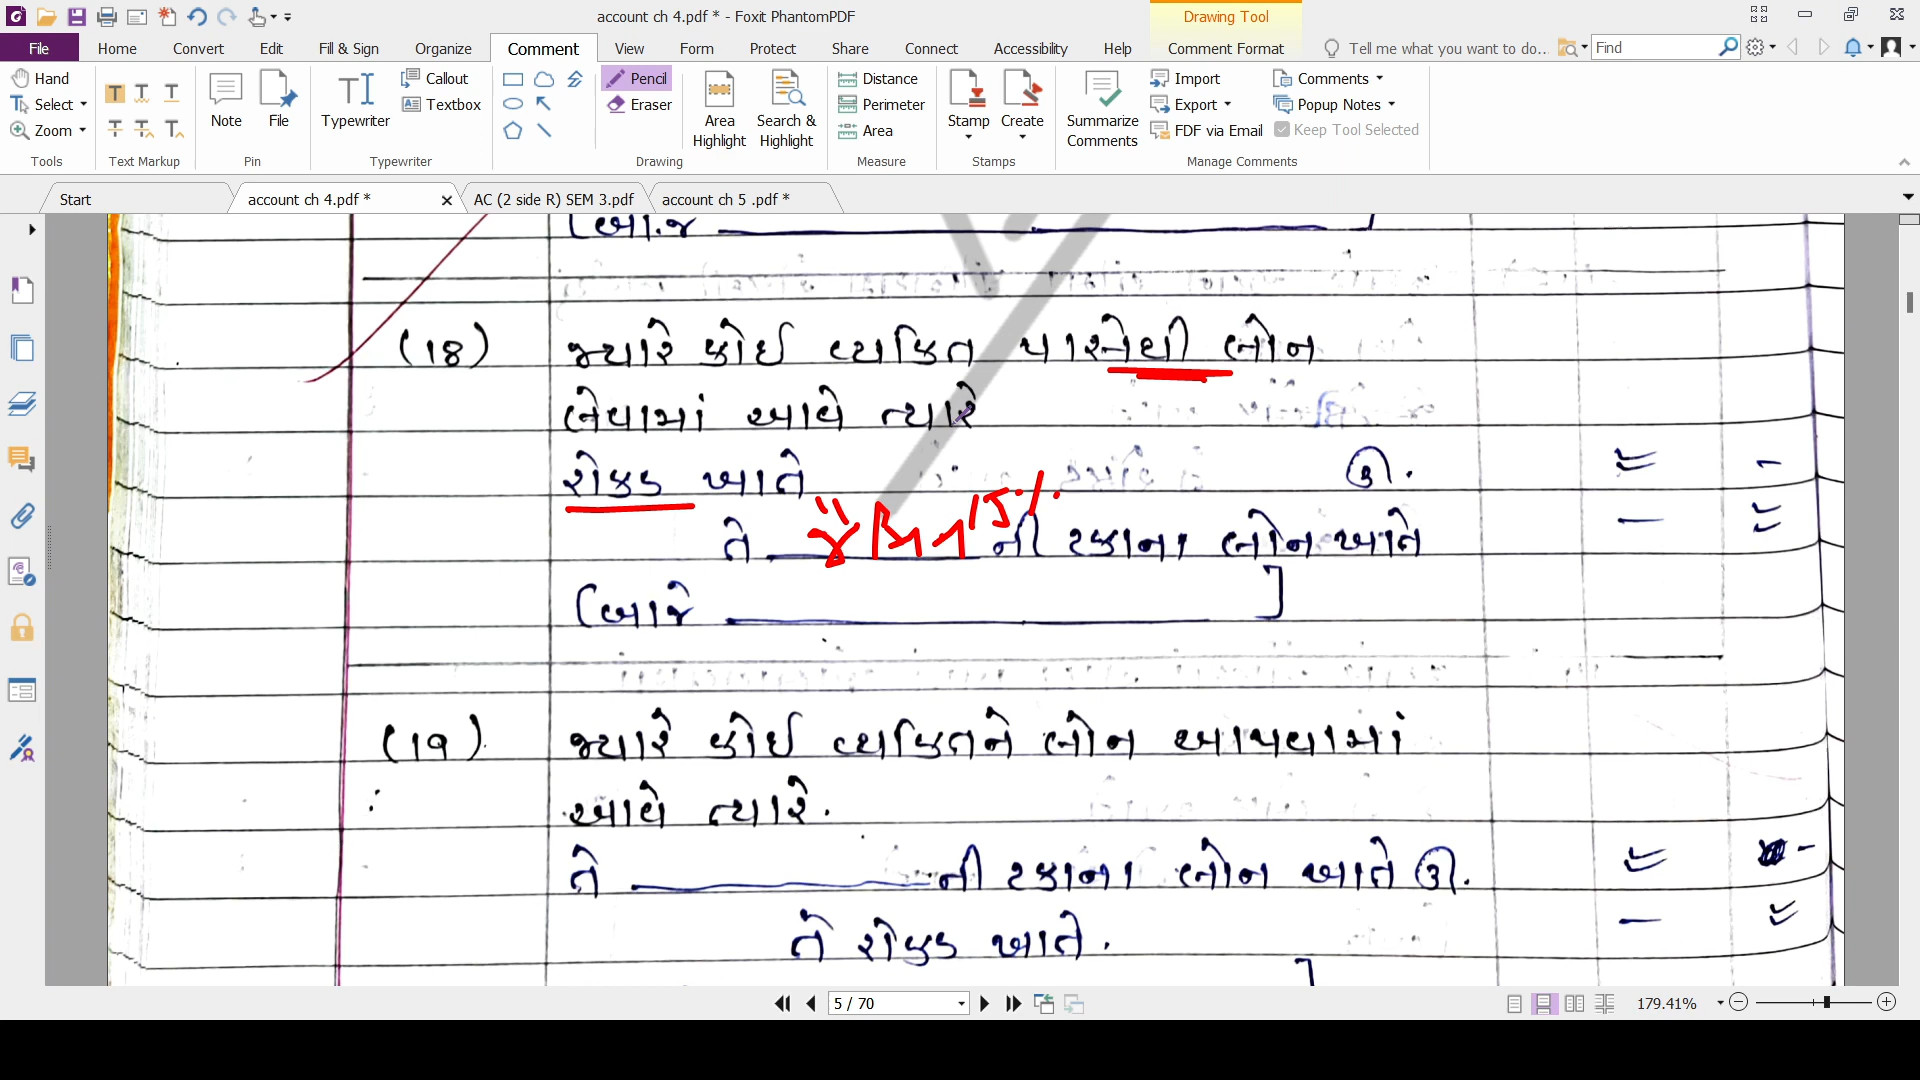 account ch 4.pdf * - Foxit PhantomPDF
Drawing Tool
File Home Convert Edit Fill & Sign Organize Comment View Form Protect Share Connect Accessibility Help Comment Format Tell me what you want to do... Find
Hand
Select
Zoom
Tools
Text Markup
Note
File
Pin
Typewriter
Callout
Textbox
Typewriter
Pencil
Eraser
Area Highlight
Search & Highlight
Drawing
Distance
Perimeter
Area
Measure
Stamp
Create
Stamps
Summarize Comments
Import
Export
FDF via Email
Comments
Popup Notes
Keep Tool Selected
Manage Comments
Start
account ch 4.pdf *
AC (2 side R) SEM 3.pdf
account ch 5 .pdf *
[બા.જ
(18) જ્યારે કોઈ વ્યકિત પાસેથી લોન
લેવામાં આવે ત્યારે
રોકડ ખાતે ઉ.
તે ની ટકાના લોન ખાતે
15%
[બાજે ]
(19) જ્યારે કોઈ વ્યકિતને લોન આપવામાં
આવે ત્યારે.
તે ની ટકાના લોન ખાતે ઉ.
તે રોકડ ખાતે.
5 / 70
179.41%